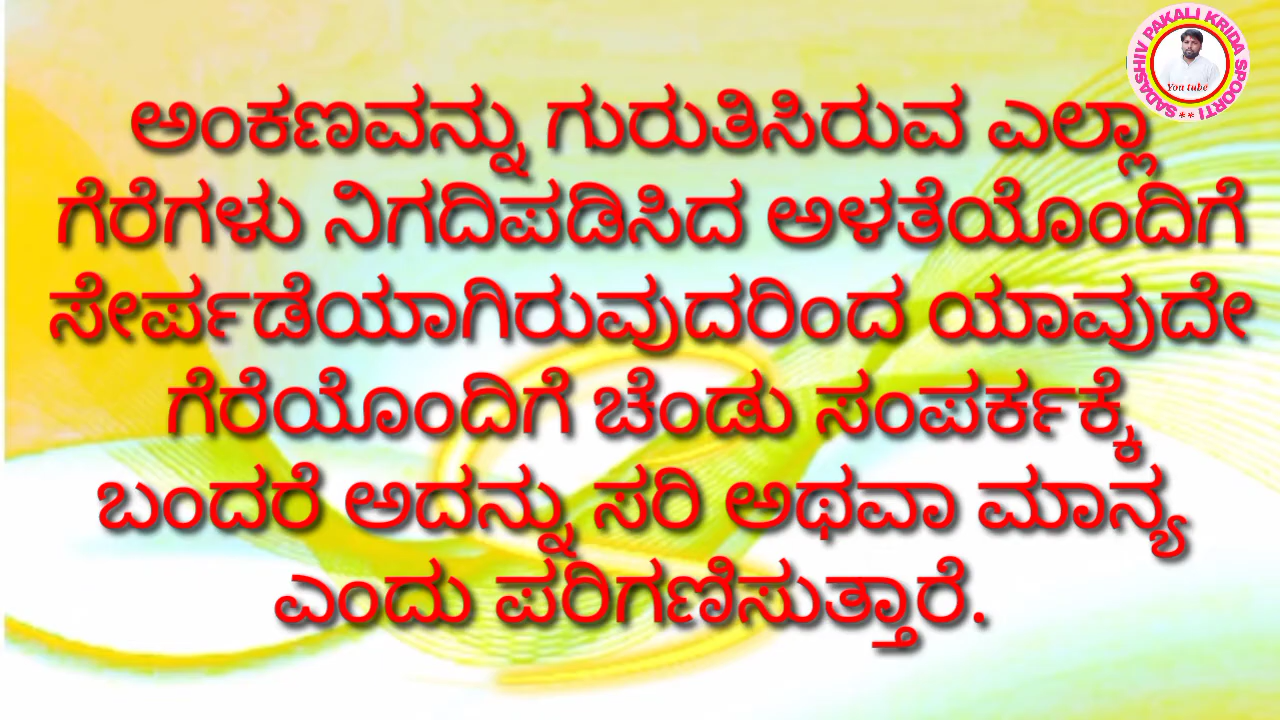 SADASHIV PAKALI KRIDA SPOORTI **
You tube
ಅಂಕಣವನ್ನು ಗುರುತಿಸಿರುವ ಎಲ್ಲಾ
ಗೆರೆಗಳು ನಿಗದಿಪಡಿಸಿದ ಅಳತೆಯೊಂದಿಗೆ
ಸೇರ್ಪಡೆಯಾಗಿರುವುದರಿಂದ ಯಾವುದೇ
ಗೆರೆಯೊಂದಿಗೆ ಚೆಂಡು ಸಂಪರ್ಕಕ್ಕೆ
ಬಂದರೆ ಅದನ್ನು ಸರಿ ಅಥವಾ ಮಾನ್ಯ
ಎಂದು ಪರಿಗಣಿಸುತ್ತಾರೆ.